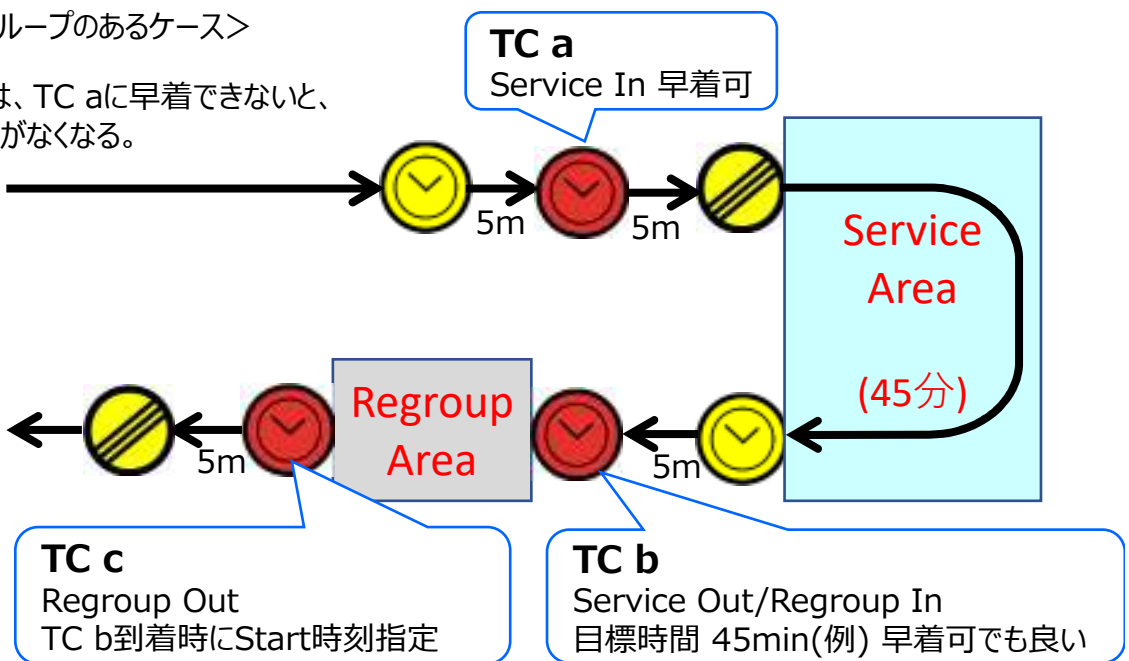 ループのあるケース＞
は、TC aに早着できないと、
がなくなる。
TC a
Service In 早着可
5m
5m
Service
Area
(45分)
Regroup
Area
5m
5m
TC c
Regroup Out
TC b到着時にStart時刻指定
TC b
Service Out/Regroup In
目標時間 45min(例) 早着可でも良い